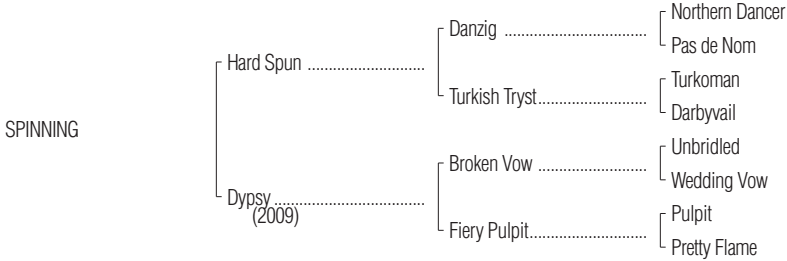 Northern Dancer
Danzig ..................................
Pas de Nom
Hard Spun ............................
Turkoman
Turkish Tryst..........................
Darbyvail
SPINNING
Unbridled
Broken Vow ..........................
Wedding Vow
Dypsy ....................................
(2009)
Pulpit
Fiery Pulpit............................
Pretty Flame